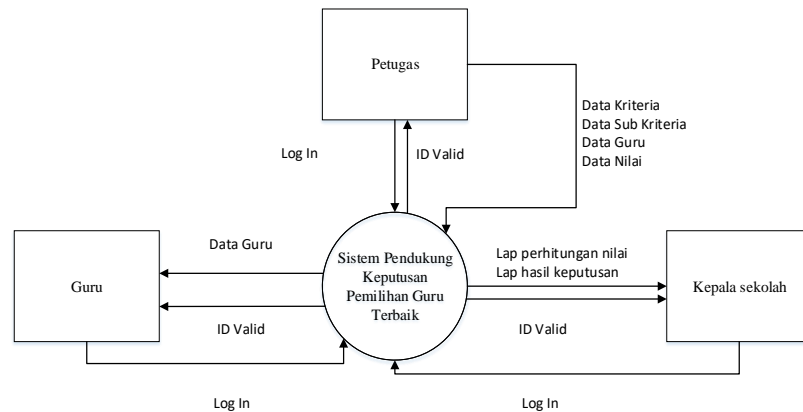 Petugas
Data Kriteria
Data Sub Kriteria
Data Guru
Data Nilai
Log In
ID Valid
Data Guru
Sistem Pendukung
Keputusan
Pemilihan Guru
Terbaik
Lap perhitungan nilai
Lap hasil keputusan
Guru
Kepala sekolah
ID Valid
ID Valid
Log In
Log In